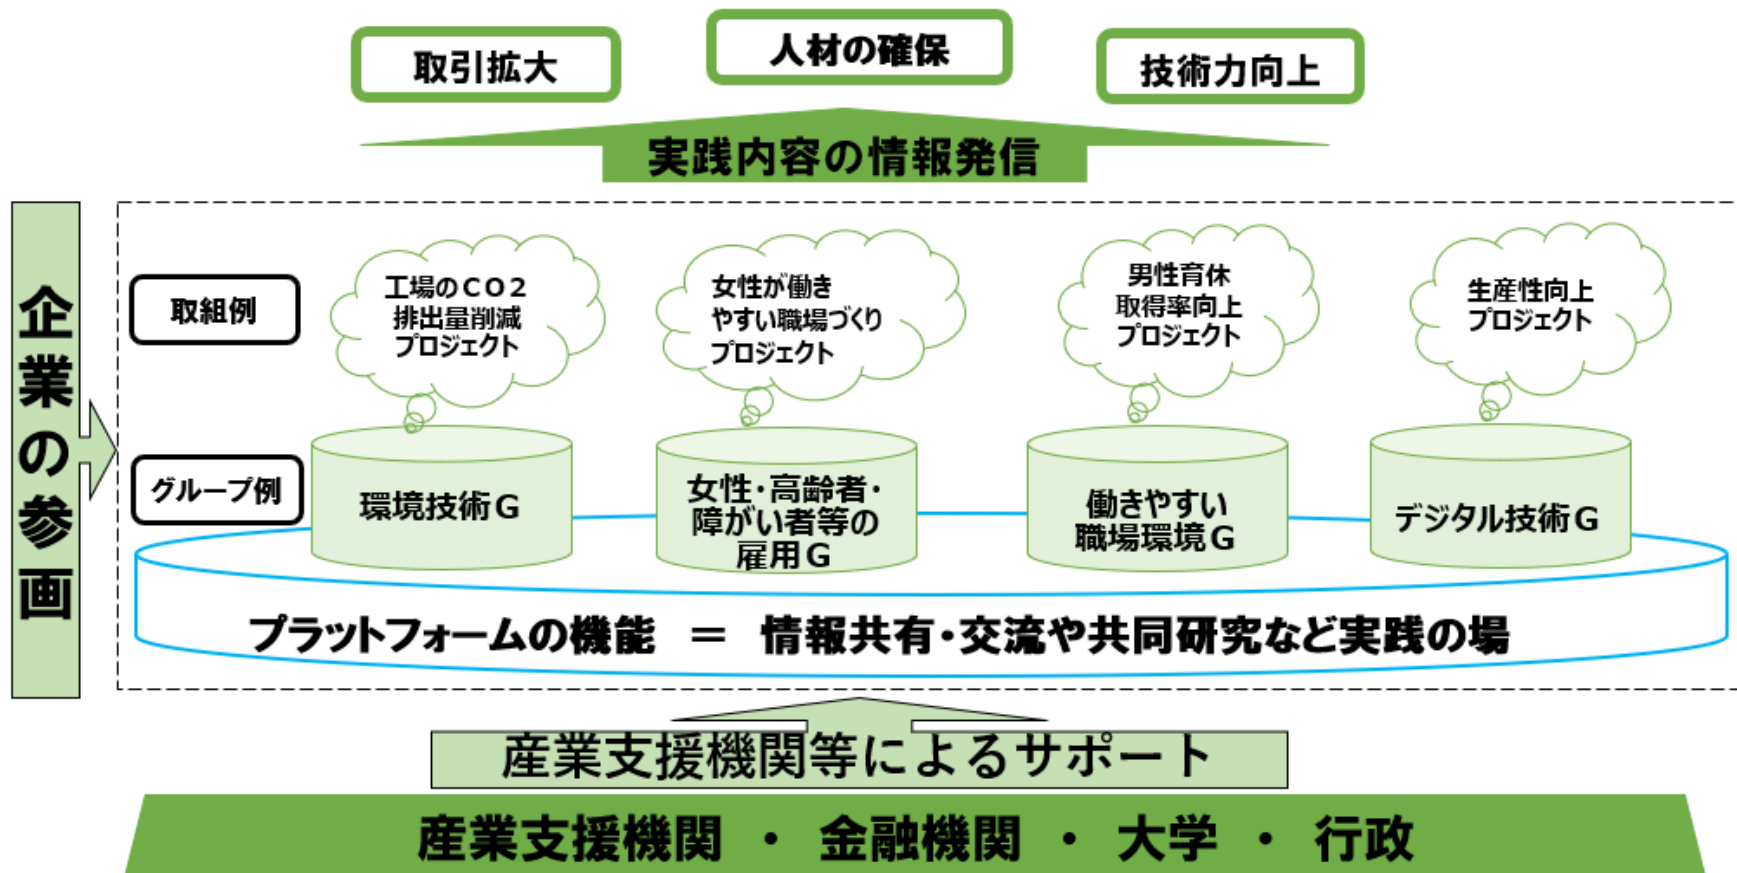 取引拡大
人材の確保
技術力向上
実践内容の情報発信
企業の参画
取組例
工場のCO2
排出量削減
プロジェクト
女性が働き
やすい職場づくり
プロジェクト
男性育休
取得率向上
プロジェクト
生産性向上
プロジェクト
グループ例
環境技術G
女性・高齢者・
障がい者等の
雇用G
働きやすい
職場環境G
デジタル技術G
プラットフォームの機能 ＝ 情報共有・交流や共同研究など実践の場
産業支援機関等によるサポート
産業支援機関 ・ 金融機関 ・ 大学 ・ 行政